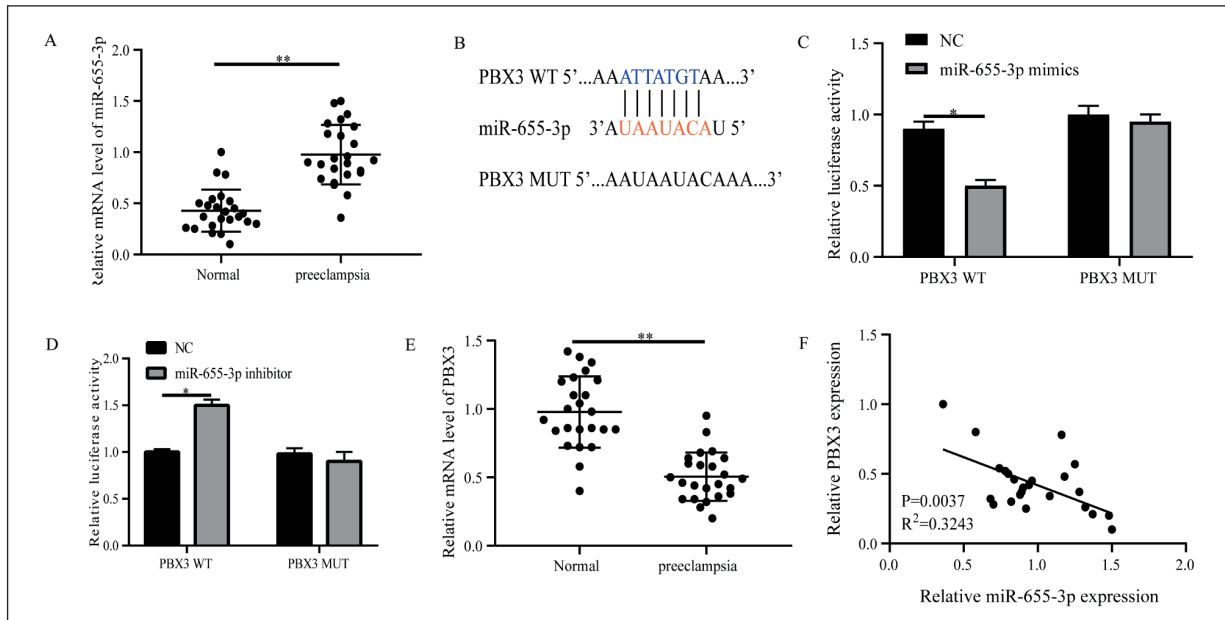 A
Relative mRNA level of miR-655-3p
2.0
1.5
1.0
0.5
0.0
**
Normal
preeclampsia
B
PBX3 WT 5’...AAATTATGTAA...3’
miR-655-3p 3’AUAAUACAU 5’
PBX3 MUT 5’...AAUAAUACAAA...3’
C
NC
miR-655-3p mimics
Relative luciferase activity
1.5
1.0
0.5
0.0
*
PBX3 WT
PBX3 MUT
D
NC
miR-655-3p inhibitor
Relative luciferase activity
2.0
1.5
1.0
0.5
0.0
*
PBX3 WT
PBX3 MUT
E
Relative mRNA level of PBX3
1.5
1.0
0.5
0.0
**
Normal
preeclampsia
F
Relative PBX3 expression
1.5
1.0
0.5
0.0
P=0.0037
R²=0.3243
0.0
0.5
1.0
1.5
2.0
Relative miR-655-3p expression